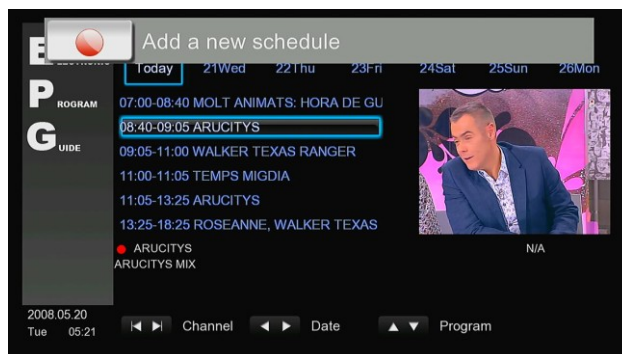 Add a new schedule
E
ELECTRONIC
Today 21Wed 22Thu 23Fri 24Sat 25Sun 26Mon
PROGRAM
07:00-08:40 MOLT ANIMATS: HORA DE GU
08:40-09:05 ARUCITYS
GUIDE
09:05-11:00 WALKER TEXAS RANGER
11:00-11:05 TEMPS MIGDIA
11:05-13:25 ARUCITYS
13:25-18:25 ROSEANNE, WALKER TEXAS
ARUCITYS N/A
ARUCITYS MIX
2008.05.20
Tue 05:21 Channel Date Program